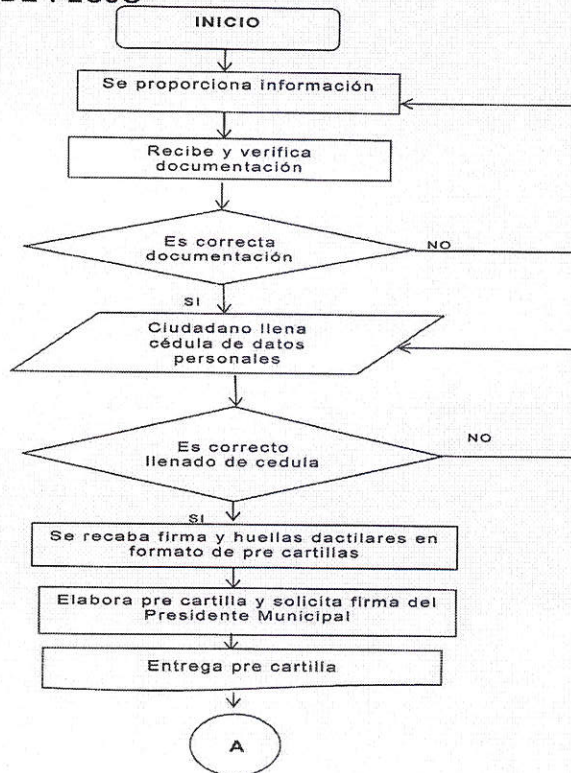 INICIO
Se proporciona información
Recibe y verifica
documentación
Es correcta
documentación
NO
SI
Ciudadano llena
cédula de datos
personales
Es correcto
llenado de cedula
NO
SI
Se recaba firma y huellas dactilares en
formato de pre cartillas
Elabora pre cartilla y solicita firma del
Presidente Municipal
Entrega pre cartilla
A